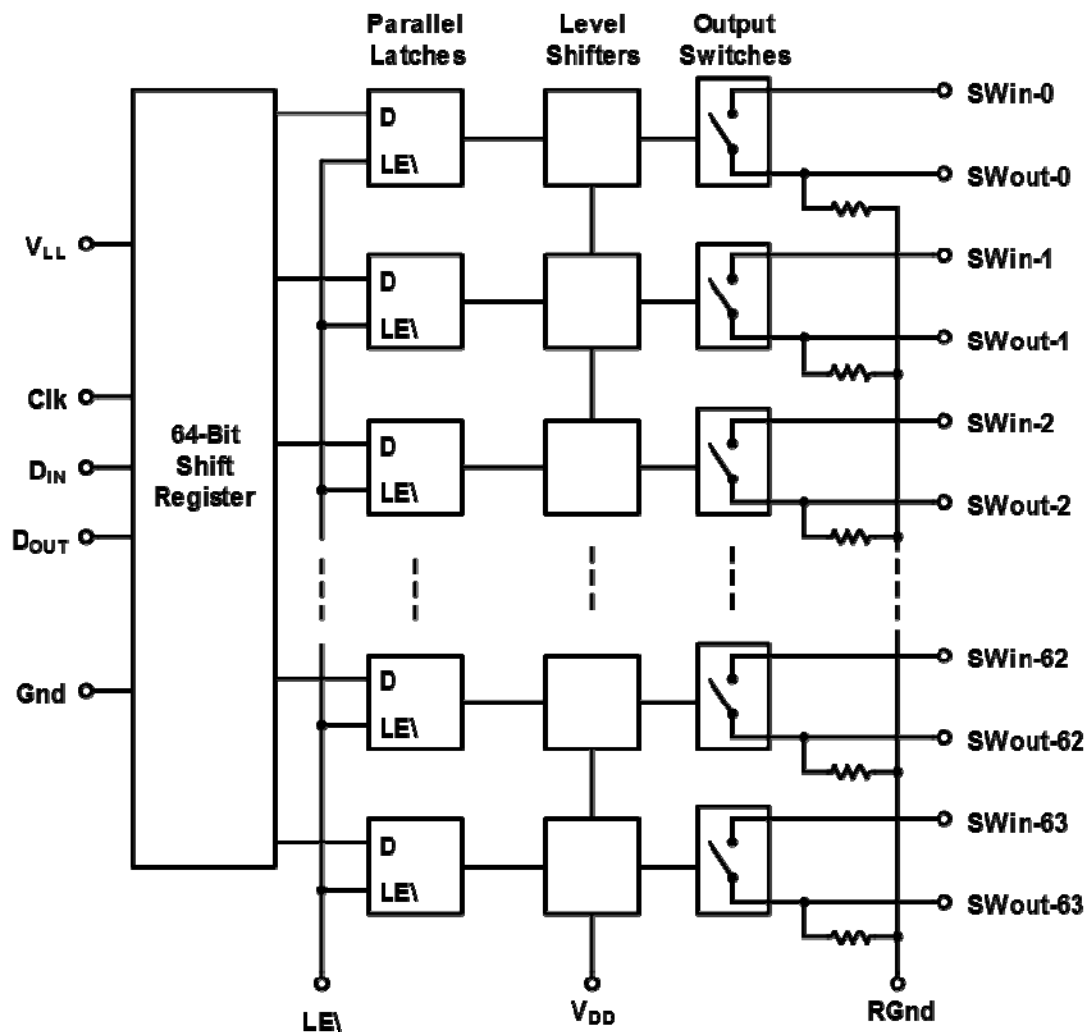 Parallel
Latches
Level
Shifters
Output
Switches
D
LE\
SWin-0
SWout-0
VLL
D
LE\
SWin-1
SWout-1
Clk
64-Bit
Shift
Register
DIN
DOUT
D
LE\
SWin-2
SWout-2
Gnd
D
LE\
SWin-62
SWout-62
D
LE\
SWin-63
SWout-63
LE\
VDD
RGnd